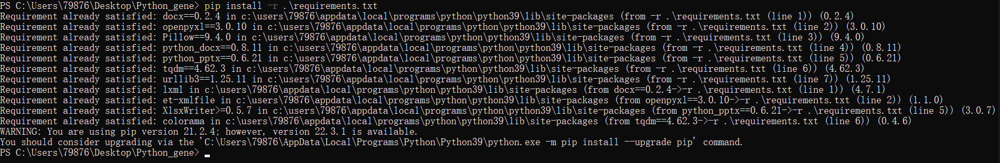 PS C:\Users\79876\Desktop\Python_gene> pip install -r .\requirements.txt
Requirement already satisfied: docx==0.2.4 in c:\users\79876\appdata\local\programs\python\python39\lib\site-packages (from -r .\requirements.txt (line 1)) (0.2.4)
Requirement already satisfied: openpyxl==3.0.10 in c:\users\79876\appdata\local\programs\python\python39\lib\site-packages (from -r .\requirements.txt (line 2)) (3.0.10)
Requirement already satisfied: Pillow==9.4.0 in c:\users\79876\appdata\local\programs\python\python39\lib\site-packages (from -r .\requirements.txt (line 3)) (9.4.0)
Requirement already satisfied: python_docx==0.8.11 in c:\users\79876\appdata\local\programs\python\python39\lib\site-packages (from -r .\requirements.txt (line 4)) (0.8.11)
Requirement already satisfied: python_pptx==0.6.21 in c:\users\79876\appdata\local\programs\python\python39\lib\site-packages (from -r .\requirements.txt (line 5)) (0.6.21)
Requirement already satisfied: tqdm==4.62.3 in c:\users\79876\appdata\local\programs\python\python39\lib\site-packages (from -r .\requirements.txt (line 6)) (4.62.3)
Requirement already satisfied: urllib3==1.25.11 in c:\users\79876\appdata\local\programs\python\python39\lib\site-packages (from -r .\requirements.txt (line 7)) (1.25.11)
Requirement already satisfied: lxml in c:\users\79876\appdata\local\programs\python\python39\lib\site-packages (from docx==0.2.4->-r .\requirements.txt (line 1)) (4.7.1)
Requirement already satisfied: et-xmlfile in c:\users\79876\appdata\local\programs\python\python39\lib\site-packages (from openpyxl==3.0.10->-r .\requirements.txt (line 2)) (1.1.0)
Requirement already satisfied: XlsxWriter>=0.5.7 in c:\users\79876\appdata\local\programs\python\python39\lib\site-packages (from python_pptx==0.6.21->-r .\requirements.txt (line 5)) (3.0.7)
Requirement already satisfied: colorama in c:\users\79876\appdata\local\programs\python\python39\lib\site-packages (from tqdm==4.62.3->-r .\requirements.txt (line 6)) (0.4.6)
WARNING: You are using pip version 21.2.4; however, version 22.3.1 is available.
You should consider upgrading via the 'C:\Users\79876\AppData\Local\Programs\Python\Python39\python.exe -m pip install --upgrade pip' command.
PS C:\Users\79876\Desktop\Python_gene>